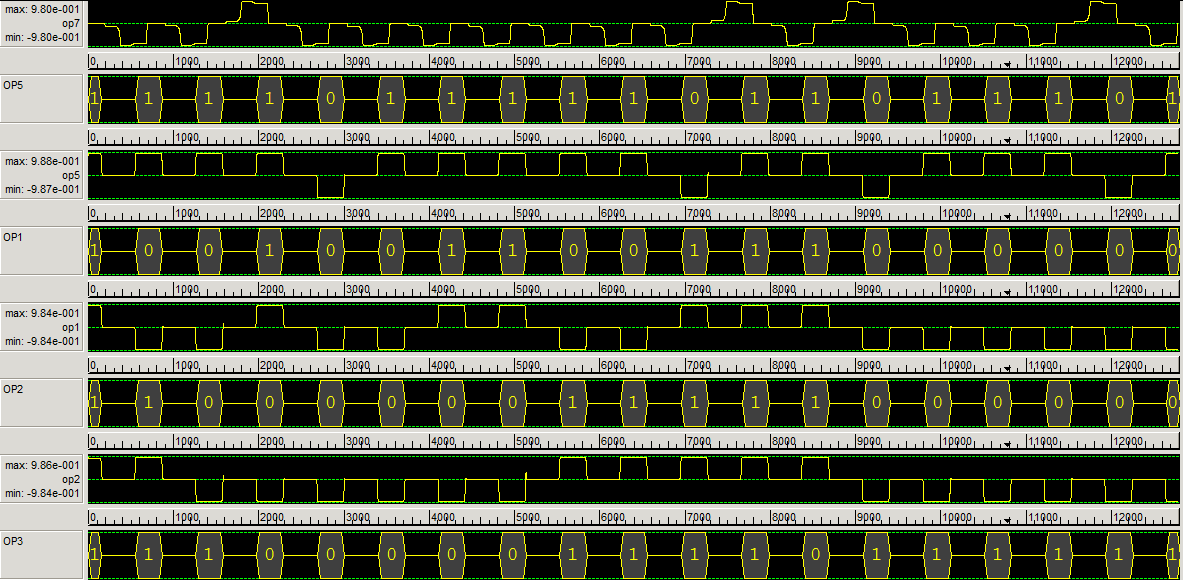 max: 9.80e-001
op7
min: -9.80e-001
0 1000 2000 3000 4000 5000 6000 7000 8000 9000 10000 11000 12000
OP5 1 1 1 1 0 1 1 1 1 1 0 1 1 0 1 1 1 0 1
0 1000 2000 3000 4000 5000 6000 7000 8000 9000 10000 11000 12000
max: 9.88e-001
op5
min: -9.87e-001
0 1000 2000 3000 4000 5000 6000 7000 8000 9000 10000 11000 12000
OP1 1 0 0 1 0 0 1 1 0 0 1 1 1 0 0 0 0 0 0
0 1000 2000 3000 4000 5000 6000 7000 8000 9000 10000 11000 12000
max: 9.84e-001
op1
min: -9.84e-001
0 1000 2000 3000 4000 5000 6000 7000 8000 9000 10000 11000 12000
OP2 1 1 0 0 0 0 0 0 1 1 1 1 1 0 0 0 0 0 0
0 1000 2000 3000 4000 5000 6000 7000 8000 9000 10000 11000 12000
max: 9.86e-001
op2
min: -9.84e-001
0 1000 2000 3000 4000 5000 6000 7000 8000 9000 10000 11000 12000
OP3 1 1 1 0 0 0 0 0 1 1 1 1 0 1 1 1 1 1 1